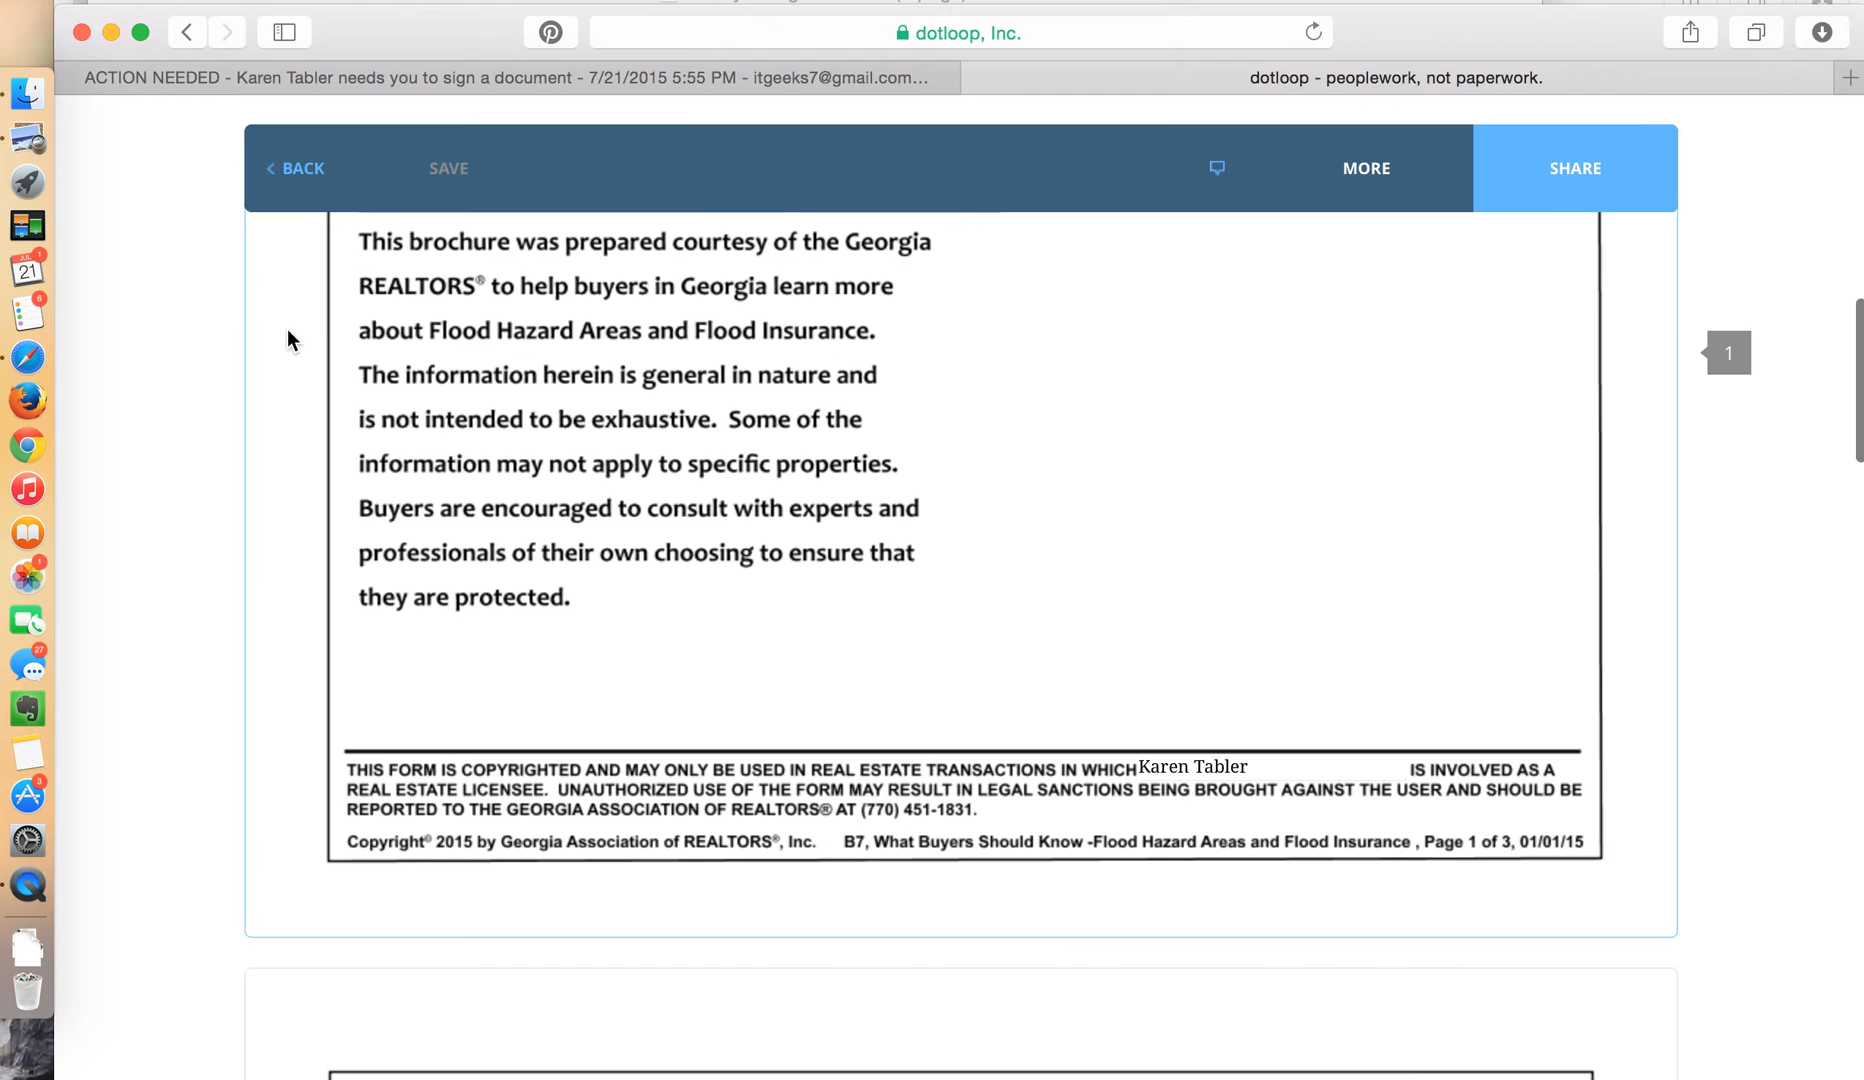 dotloop, Inc.
ACTION NEEDED - Karen Tabler needs you to sign a document - 7/21/2015 5:55 PM - itgeeks7@gmail.com...
dotloop - peoplework, not paperwork.
BACK
SAVE
MORE
SHARE
This brochure was prepared courtesy of the Georgia
REALTORS® to help buyers in Georgia learn more
about Flood Hazard Areas and Flood Insurance.
The information herein is general in nature and
is not intended to be exhaustive. Some of the
information may not apply to specific properties.
Buyers are encouraged to consult with experts and
professionals of their own choosing to ensure that
they are protected.
1
THIS FORM IS COPYRIGHTED AND MAY ONLY BE USED IN REAL ESTATE TRANSACTIONS IN WHICH Karen Tabler IS INVOLVED AS A
REAL ESTATE LICENSEE. UNAUTHORIZED USE OF THE FORM MAY RESULT IN LEGAL SANCTIONS BEING BROUGHT AGAINST THE USER AND SHOULD BE
REPORTED TO THE GEORGIA ASSOCIATION OF REALTORS® AT (770) 451-1831.
Copyright© 2015 by Georgia Association of REALTORS®, Inc. B7, What Buyers Should Know -Flood Hazard Areas and Flood Insurance , Page 1 of 3, 01/01/15
JUL
21
1
6
1
27
3